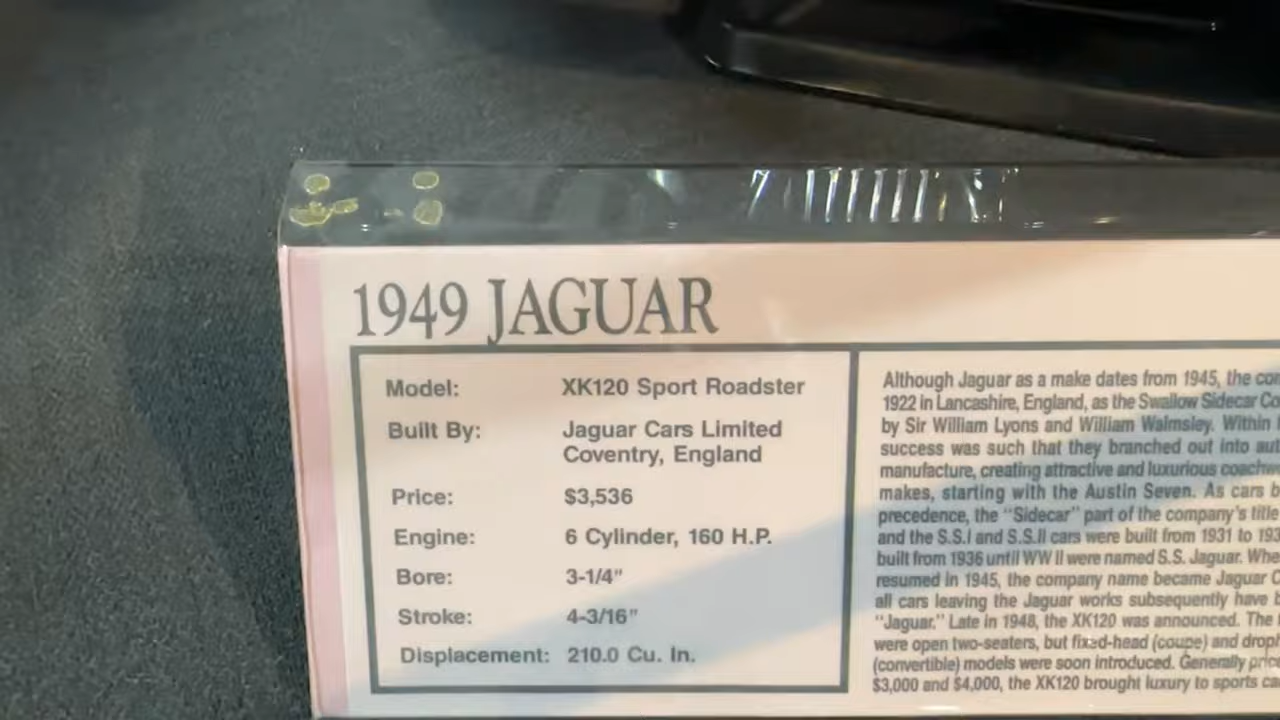 1949 JAGUAR
Model: XK120 Sport Roadster
Built By: Jaguar Cars Limited
Coventry, England
Price: $3,536
Engine: 6 Cylinder, 160 H.P.
Bore: 3-1/4"
Stroke: 4-3/16"
Displacement: 210.0 Cu. In.
Although Jaguar as a make dates from 1945, the
1922 in Lancashire, England, as the Swallow Sidecar
by Sir William Lyons and William Walmsley. Within
success was such that they branched out into
manufacture, creating attractive and luxurious
makes, starting with the Austin Seven. As cars
precedence, the "Sidecar" part of the company's title
and the S.S.I and S.S.II cars were built from 1931 to
built from 1936 until WW II were named S.S. Jaguar.
resumed in 1945, the company name became Jaguar
all cars leaving the Jaguar works subsequently have
"Jaguar." Late in 1948, the XK120 was announced. The
were open two-seaters, but fixed-head (coupe) and
(convertible) models were soon introduced. Generally
$3,000 and $4,000, the XK120 brought luxury to sports